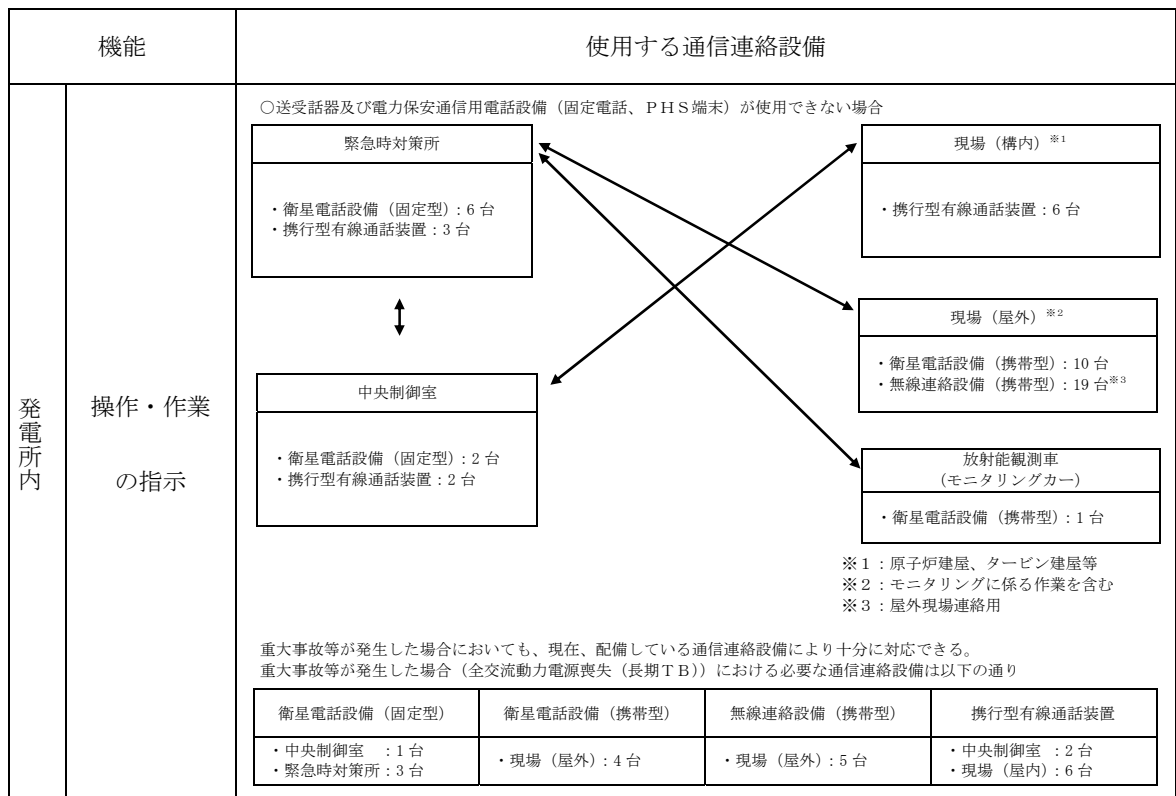 機能
使用する通信連絡設備
発電所内
操作・作業
の指示
○送受話器及び電力保安通信用電話設備（固定電話、ＰＨＳ端末）が使用できない場合
緊急時対策所
・衛星電話設備（固定型）：6 台
・携行型有線通話装置：3 台
現場（構内）※1
・携行型有線通話装置：6 台
現場（屋外）※2
・衛星電話設備（携帯型）：10 台
・無線連絡設備（携帯型）：19 台※3
中央制御室
・衛星電話設備（固定型）：2 台
・携行型有線通話装置：2 台
放射能観測車
(モニタリングカー)
・衛星電話設備（携帯型）：1 台
※１：原子炉建屋、タービン建屋等
※２：モニタリングに係る作業を含む
※３：屋外現場連絡用
重大事故等が発生した場合においても、現在、配備している通信連絡設備により十分に対応できる。
重大事故等が発生した場合（全交流動力電源喪失（長期ＴＢ））における必要な通信連絡設備は以下の通り
衛星電話設備（固定型）
衛星電話設備（携帯型）
無線連絡設備（携帯型）
携行型有線通話装置
・中央制御室　：1 台
・緊急時対策所：3 台
・現場（屋外）：4 台
・現場（屋外）：5 台
・中央制御室　：2 台
・現場（屋内）：6 台